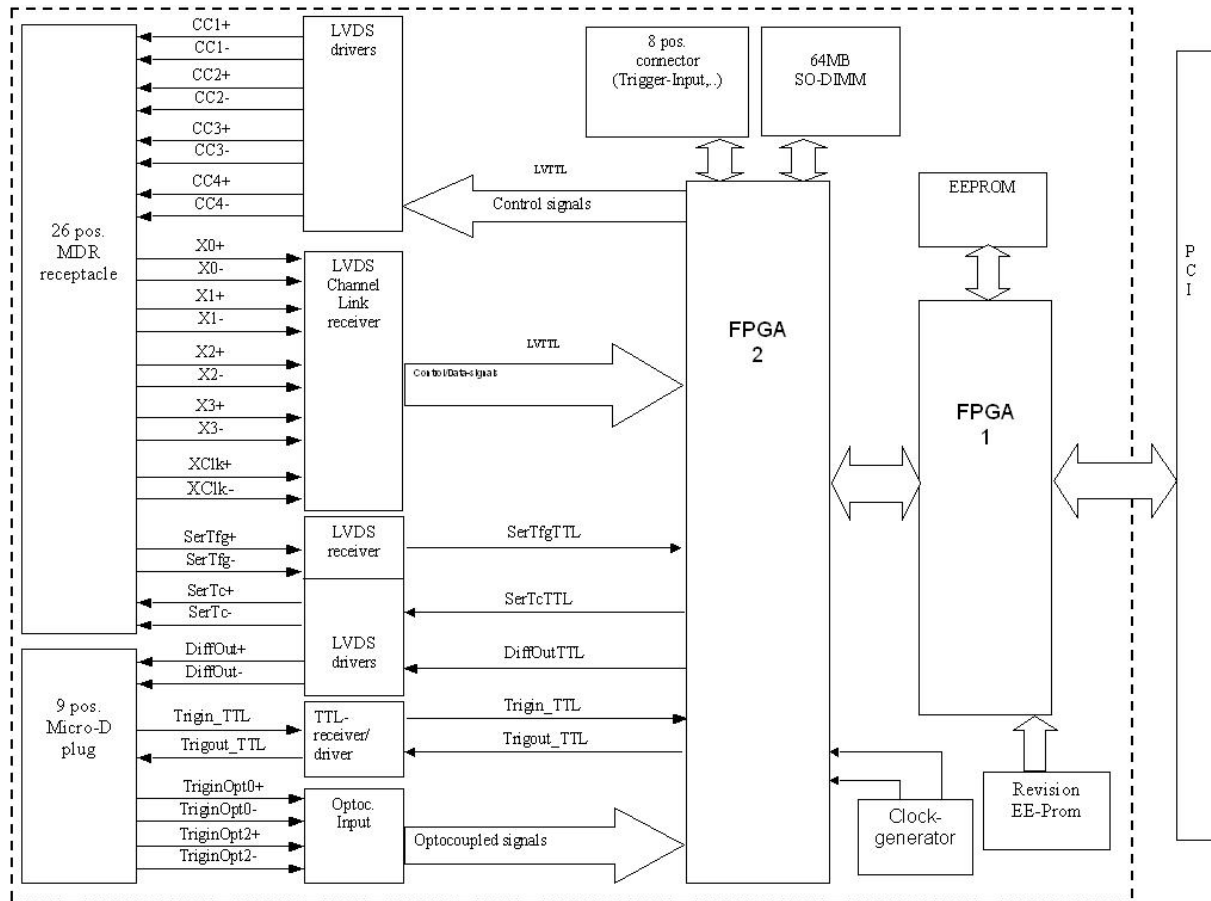 CC1+
CC1-
CC2+
CC2-
CC3+
CC3-
CC4+
CC4-
LVDS
drivers
8 pos.
connector
(Trigger-Input,..)
64MB
SO-DIMM
LVTTL
Control signals
EEPROM
26 pos.
MDR
receptacle
X0+
X0-
X1+
X1-
X2+
X2-
X3+
X3-
XClk+
XClk-
LVDS
Channel
Link
receiver
LVTTL
Control/Data-signals
FPGA
2
FPGA
1
P
C
I
SerTfg+
SerTfg-
SerTc+
SerTc-
LVDS
receiver
SerTfgTTL
SerTcTTL
LVDS
drivers
DiffOut+
DiffOut-
DiffOutTTL
9 pos.
Micro-D
plug
Trigin_TTL
Trigout_TTL
TTL-
receiver/
driver
Trigin_TTL
Trigout_TTL
TriginOpt0+
TriginOpt0-
TriginOpt2+
TriginOpt2-
Optoc.
Input
Optocoupled signals
Clock-
generator
Revision
EE-Prom